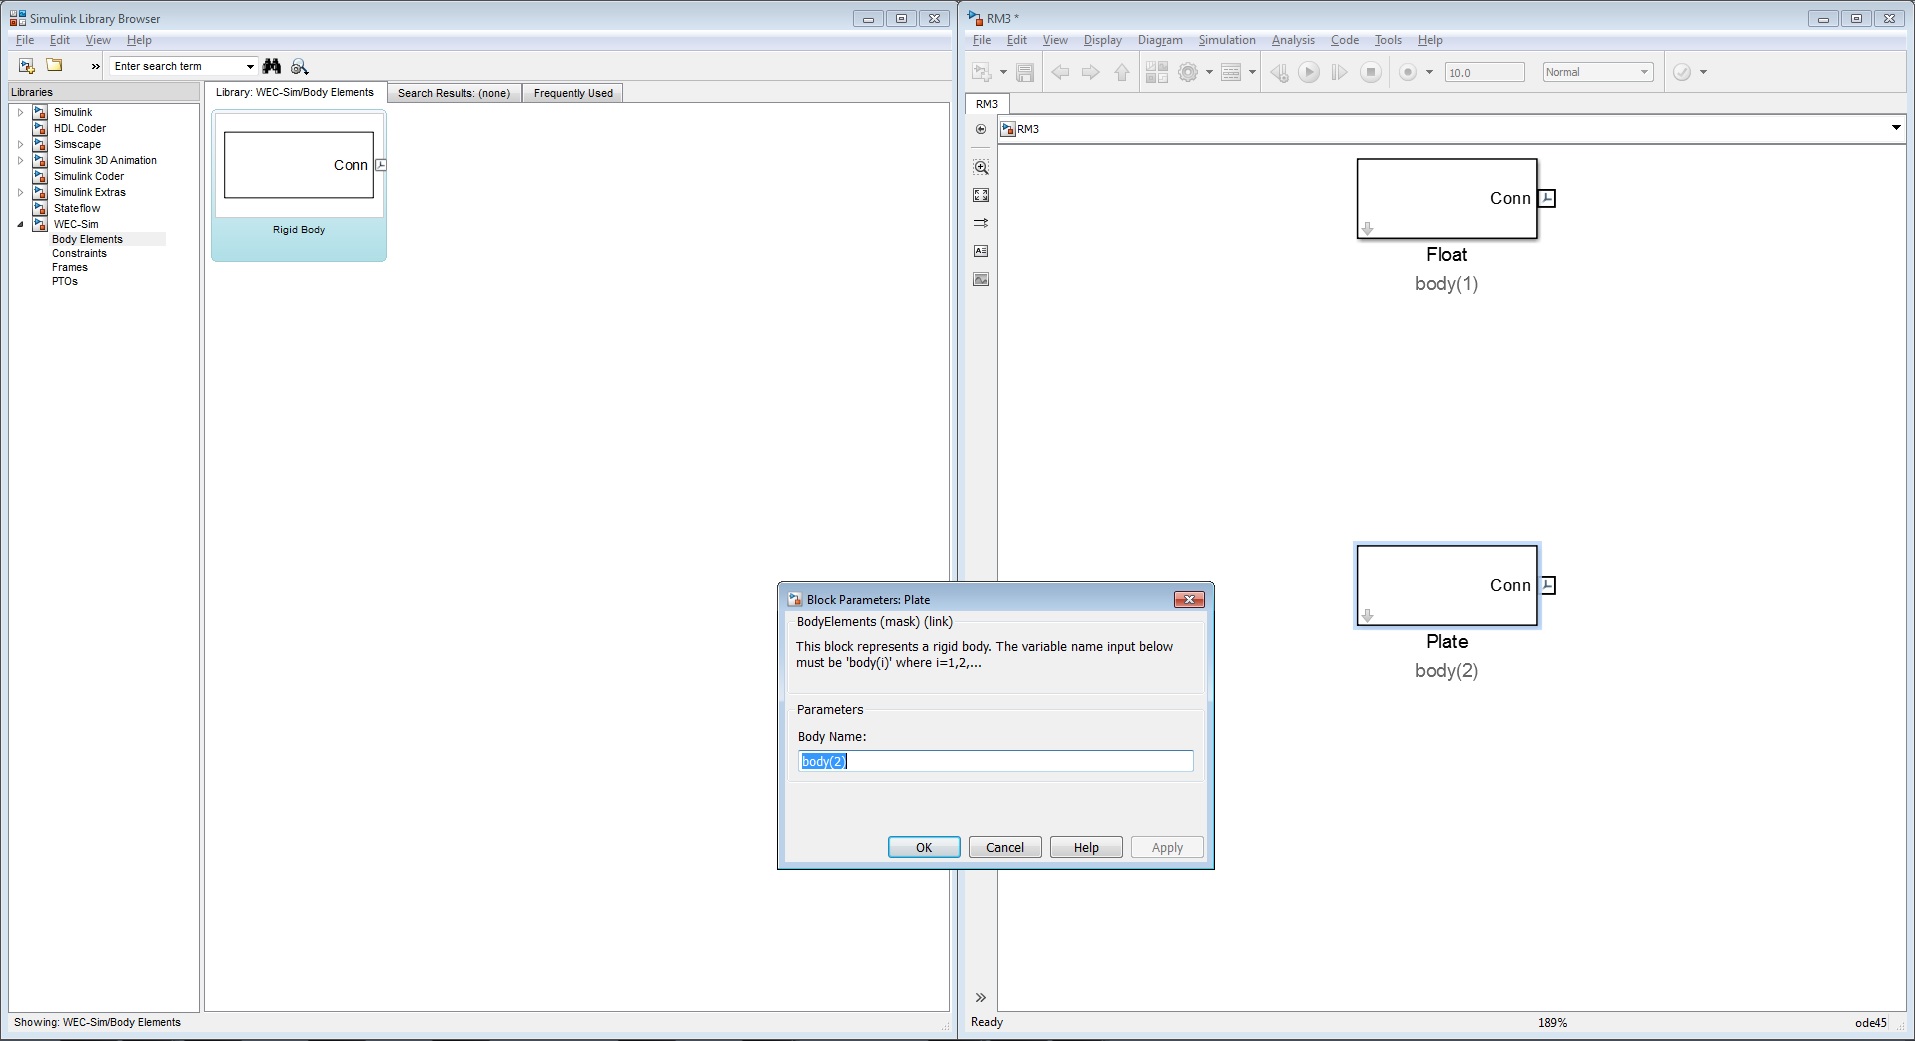 Simulink Library Browser
File Edit View Help
» Enter search term
Libraries
Simulink
HDL Coder
Simscape
Simulink 3D Animation
Simulink Coder
Simulink Extras
Stateflow
WEC-Sim
Body Elements
Constraints
Frames
PTOs
Library: WEC-Sim/Body Elements Search Results: (none) Frequently Used
Conn
Rigid Body
Showing: WEC-Sim/Body Elements
RM3 *
File Edit View Display Diagram Simulation Analysis Code Tools Help
10.0 Normal
RM3
RM3
Conn
Float
body(1)
Conn
Plate
body(2)
»
Ready 189% ode45
Block Parameters: Plate
BodyElements (mask) (link)
This block represents a rigid body. The variable name input below
must be 'body(i)' where i=1,2,...
Parameters
Body Name:
body(2)
OK Cancel Help Apply